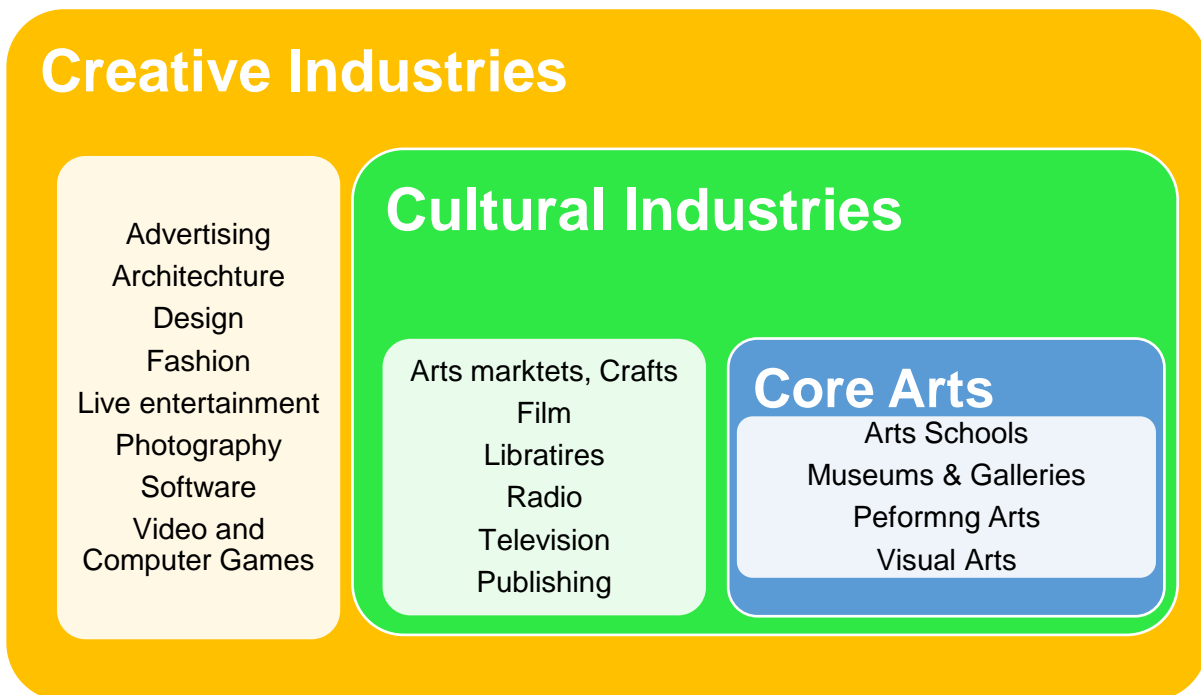 Creative Industries
Advertising
Architechture
Design
Fashion
Live entertainment
Photography
Software
Video and
Computer Games
Cultural Industries
Arts marktets, Crafts
Film
Libratires
Radio
Television
Publishing
Core Arts
Arts Schools
Museums & Galleries
Peformng Arts
Visual Arts